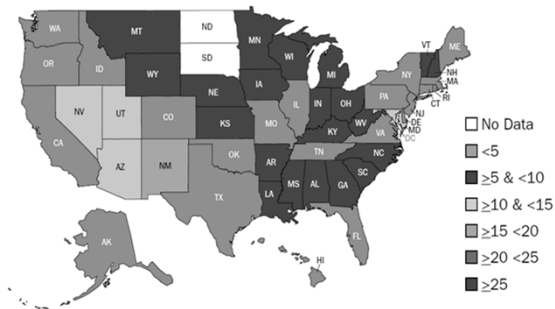 WA
MT
ND
MN
VT
ME
OR
ID
SD
WI
MI
NY
NH
MA
WY
IA
PA
RI
CT
NE
NV
UT
IL
IN
OH
NJ
DE
MD
DC
CO
WV
VA
CA
KS
MO
KY
NC
TN
OK
AR
SC
AZ
NM
MS
AL
GA
TX
LA
FL
AK
HI
No Data
<5
≥5 & <10
≥10 & <15
≥15 <20
≥20 <25
≥25